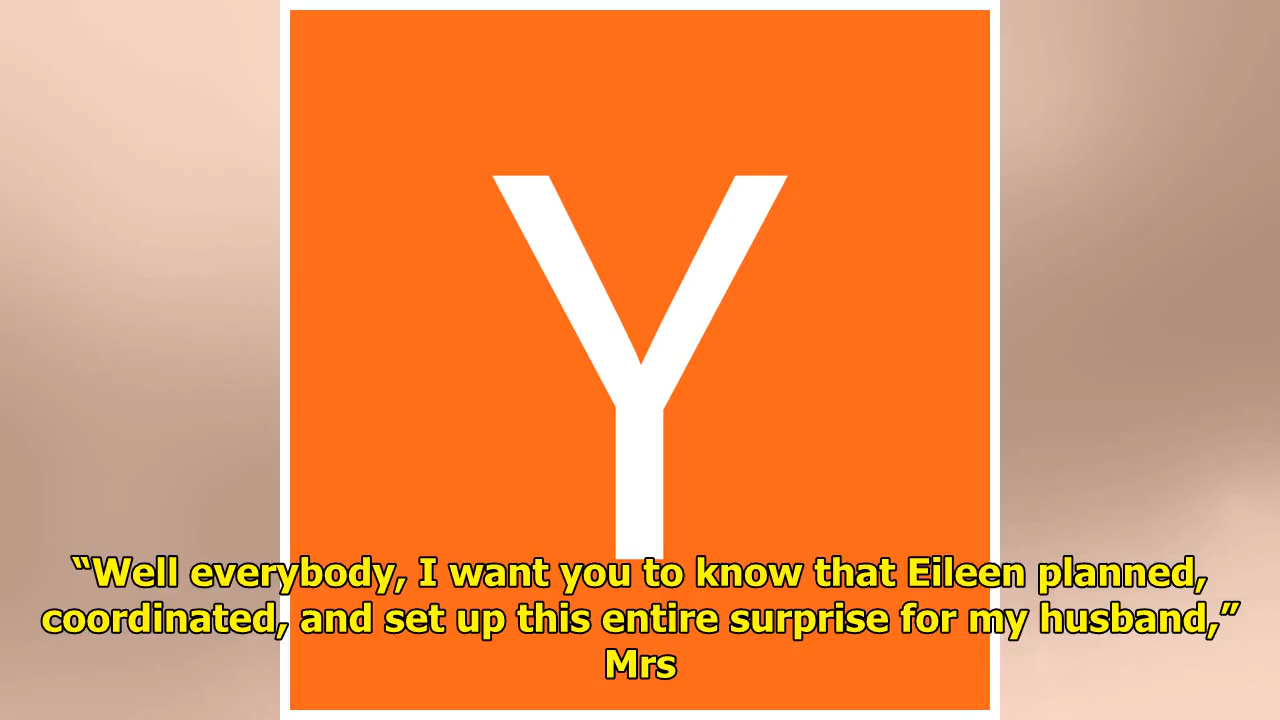 Y
“Well everybody, I want you to know that Eileen planned,
coordinated, and set up this entire surprise for my husband,”
Mrs